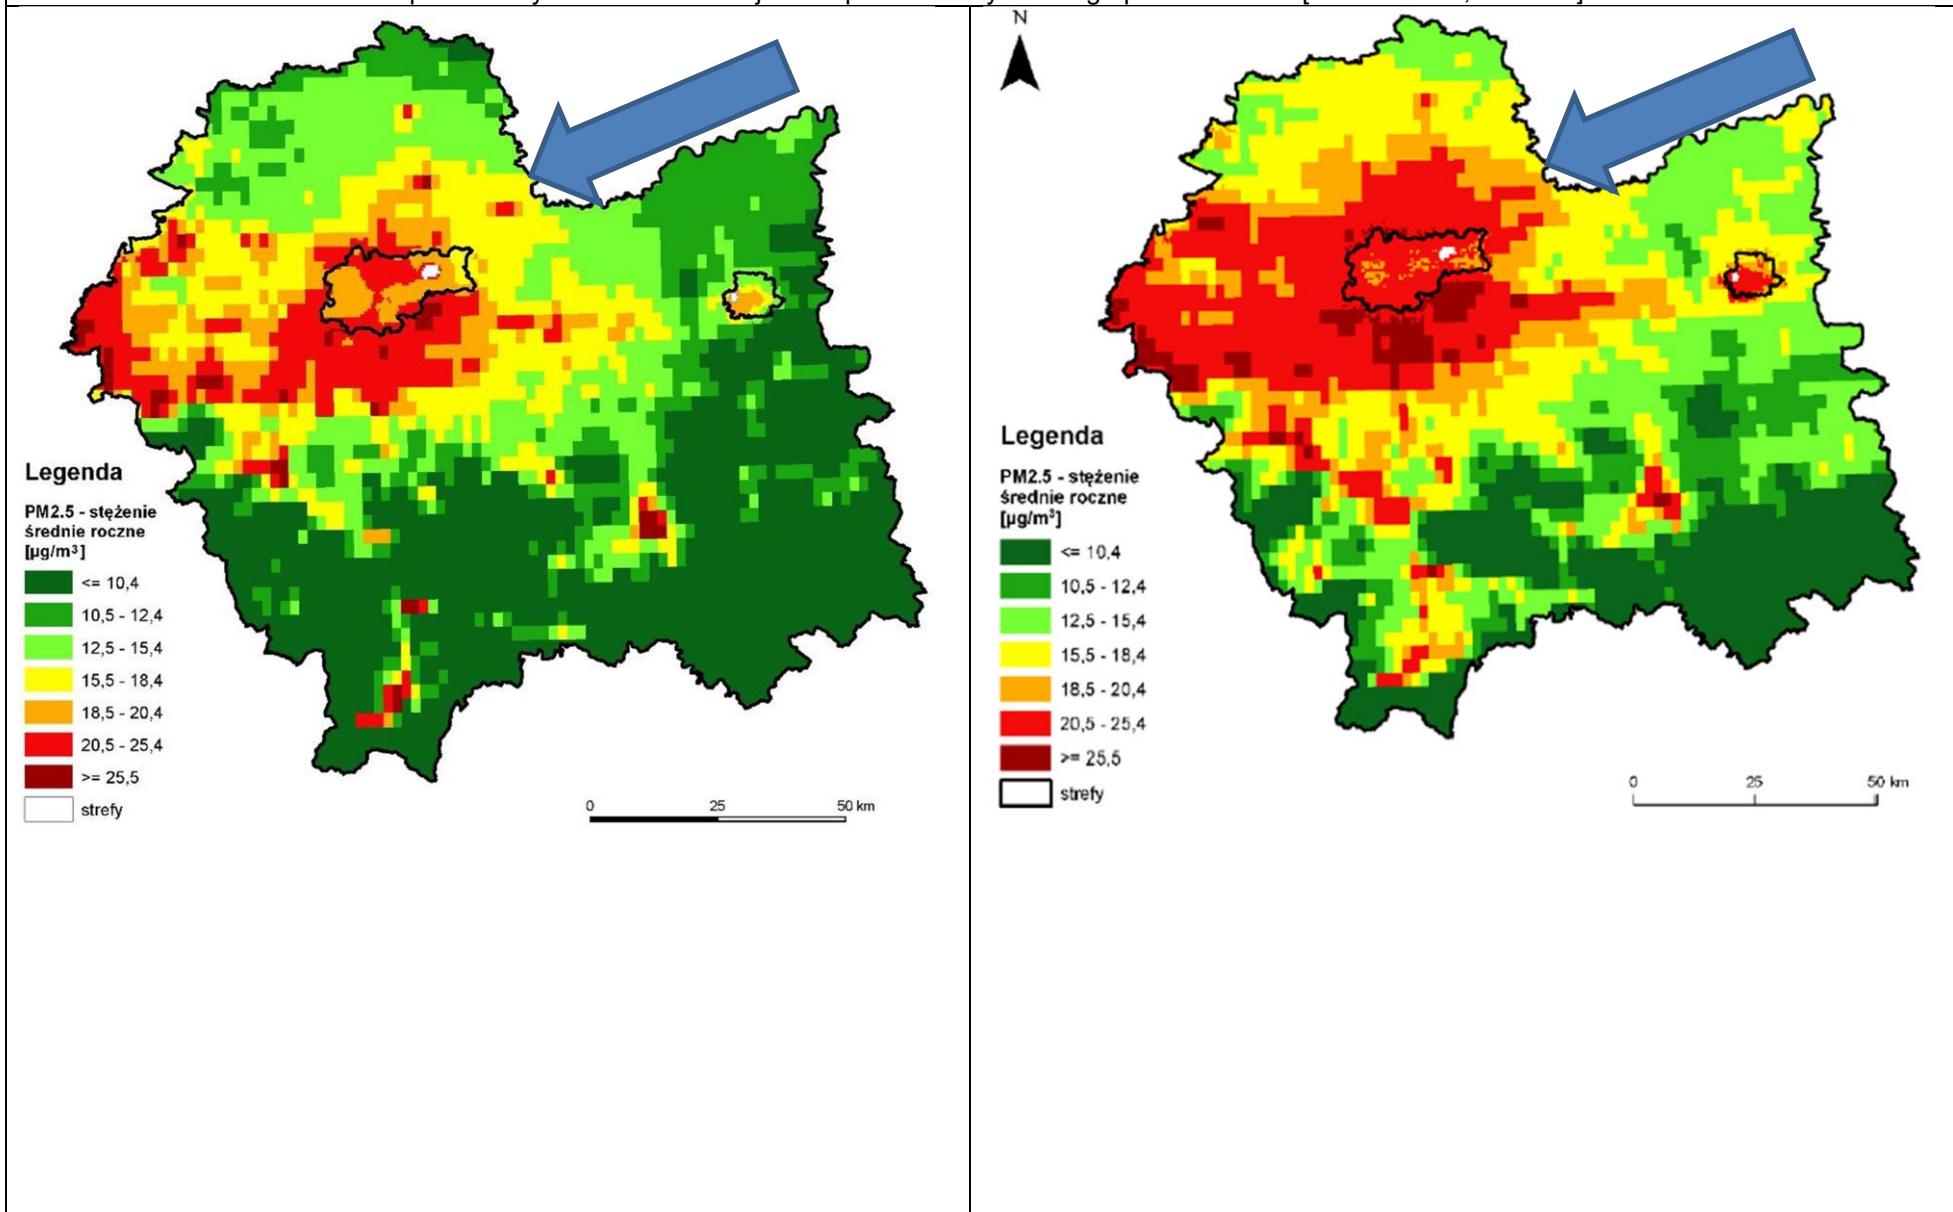 Legenda
PM2.5 - stężenie
średnie roczne
[µg/m³]
<= 10,4
10,5 - 12,4
12,5 - 15,4
15,5 - 18,4
18,5 - 20,4
20,5 - 25,4
>= 25,5
strefy
0 25 50 km
N
Legenda
PM2.5 - stężenie
średnie roczne
[µg/m³]
<= 10,4
10,5 - 12,4
12,5 - 15,4
15,5 - 18,4
18,5 - 20,4
20,5 - 25,4
>= 25,5
strefy
0 25 50 km